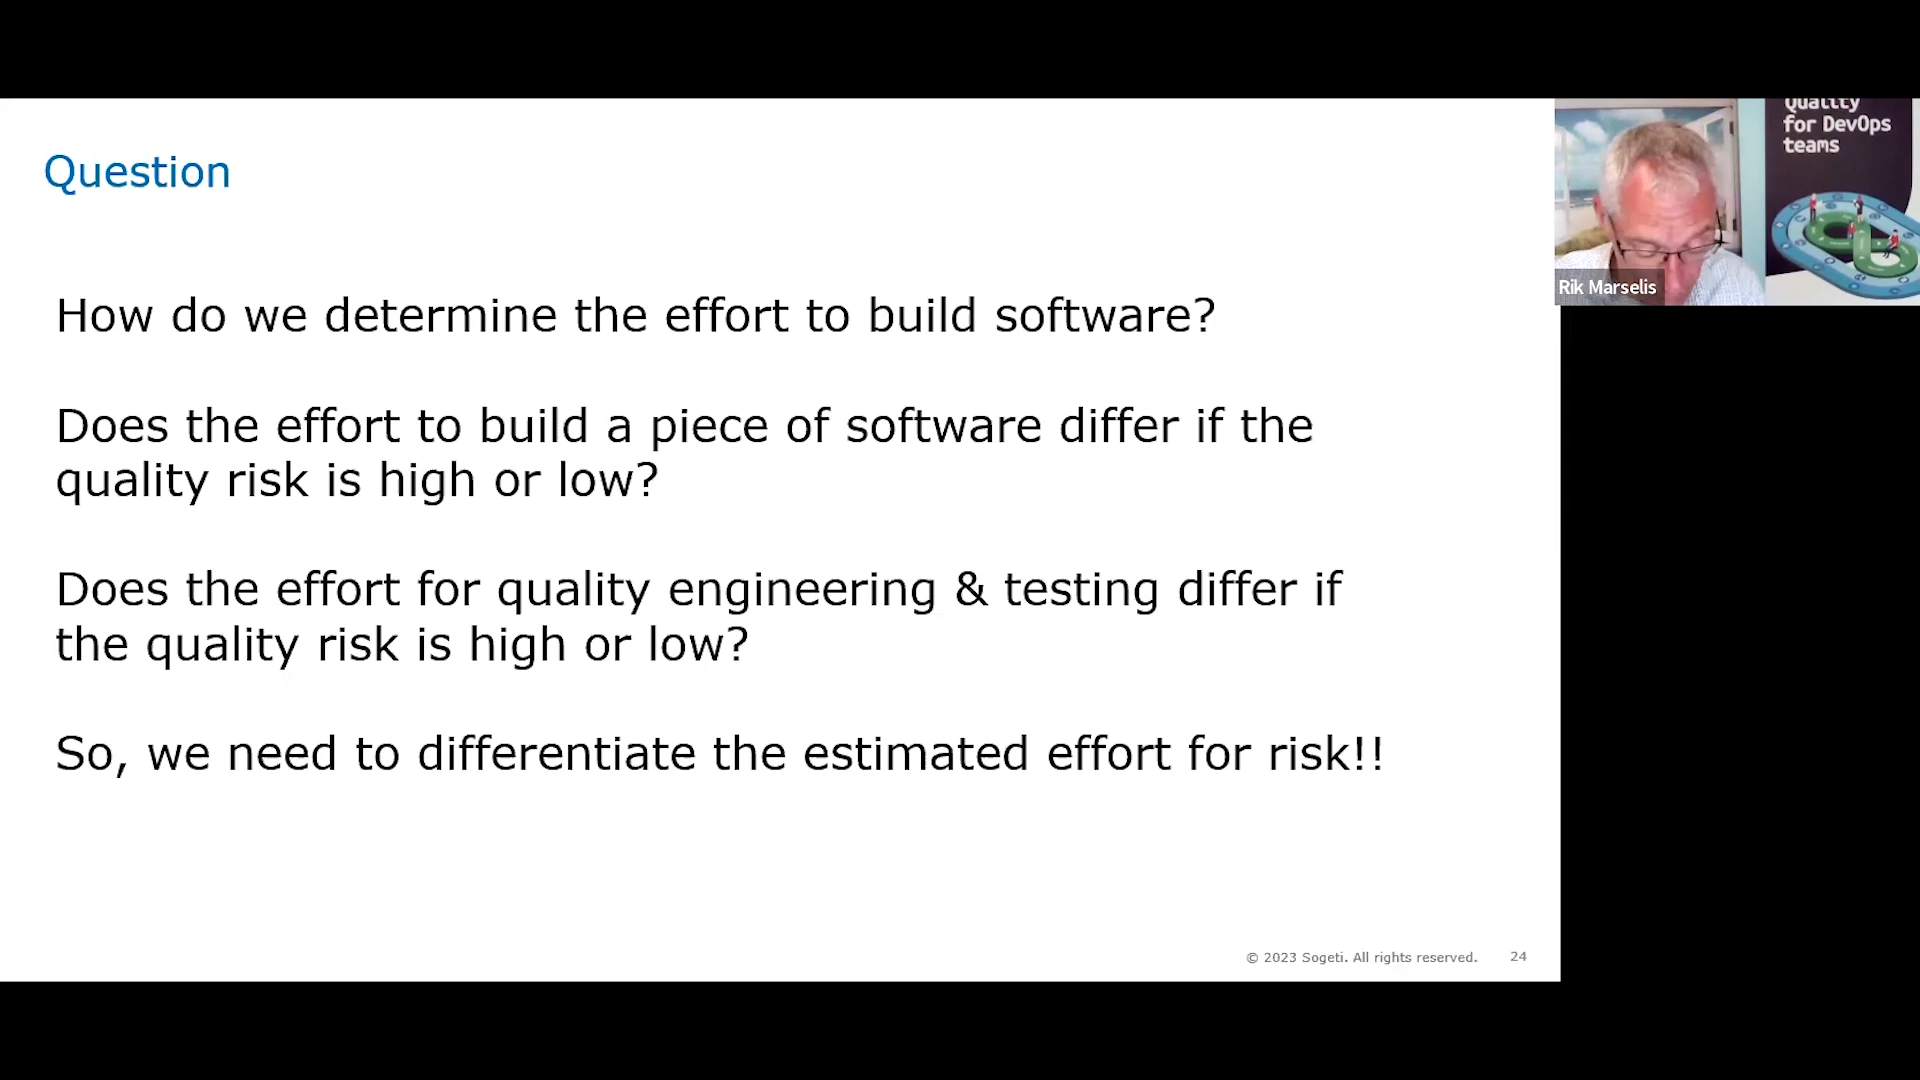 Question
How do we determine the effort to build software?
Does the effort to build a piece of software differ if the
quality risk is high or low?
Does the effort for quality engineering & testing differ if
the quality risk is high or low?
So, we need to differentiate the estimated effort for risk!!
© 2023 Sogeti. All rights reserved. 24
Quality
for DevOps
teams
Rik Marselis